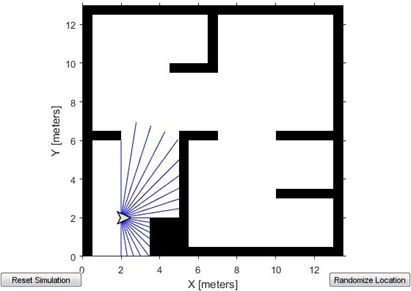 12
10
8
6
4
2
0
Y [meters]
0 2 4 6 8 10 12
X [meters]
Reset Simulation
Randomize Location